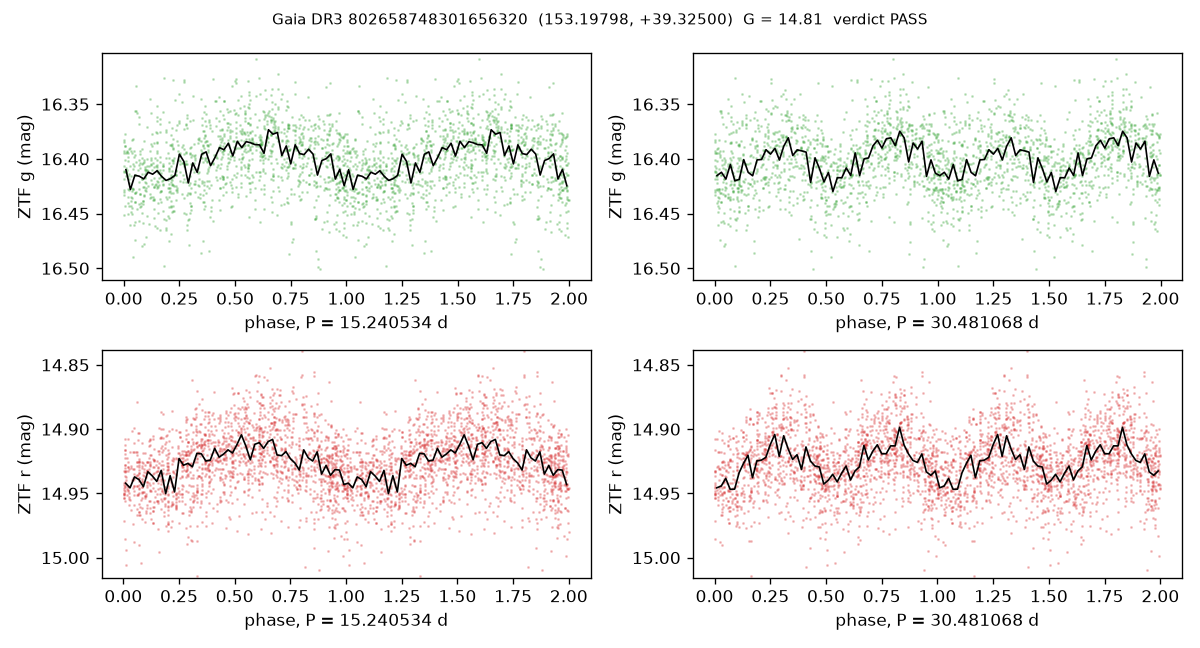 Gaia DR3 802658748301656320 (153.19798, +39.32500) G = 14.81 verdict PASS
ZTF g (mag)
16.35
16.40
16.45
16.50
0.00 0.25 0.50 0.75 1.00 1.25 1.50 1.75 2.00
phase, P = 15.240534 d
ZTF g (mag)
16.35
16.40
16.45
16.50
0.00 0.25 0.50 0.75 1.00 1.25 1.50 1.75 2.00
phase, P = 30.481068 d
ZTF r (mag)
14.85
14.90
14.95
15.00
0.00 0.25 0.50 0.75 1.00 1.25 1.50 1.75 2.00
phase, P = 15.240534 d
ZTF r (mag)
14.85
14.90
14.95
15.00
0.00 0.25 0.50 0.75 1.00 1.25 1.50 1.75 2.00
phase, P = 30.481068 d